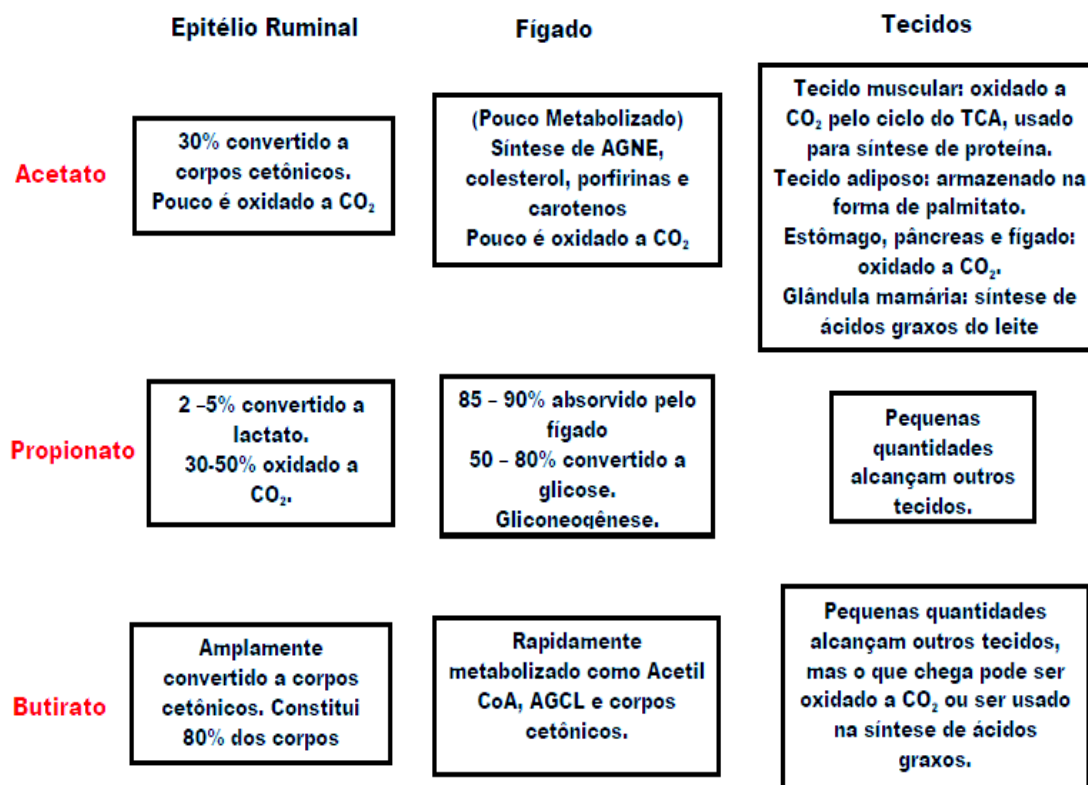 Epitélio Ruminal
Fígado
Tecidos
Acetato
30% convertido a
corpos cetônicos.
Pouco é oxidado a CO₂
(Pouco Metabolizado)
Síntese de AGNE,
colesterol, porfirinas e
carotenos
Pouco é oxidado a CO₂
Tecido muscular: oxidado a
CO₂ pelo ciclo do TCA, usado
para síntese de proteína.
Tecido adiposo: armazenado na
forma de palmitato.
Estômago, pâncreas e fígado:
oxidado a CO₂.
Glândula mamária: síntese de
ácidos graxos do leite
Propionato
2 –5% convertido a
lactato.
30-50% oxidado a
CO₂.
85 – 90% absorvido pelo
fígado
50 – 80% convertido a
glicose.
Gliconeogênese.
Pequenas
quantidades
alcançam outros
tecidos.
Butirato
Amplamente
convertido a corpos
cetônicos. Constitui
80% dos corpos
Rapidamente
metabolizado como Acetil
CoA, AGCL e corpos
cetônicos.
Pequenas quantidades
alcançam outros tecidos,
mas o que chega pode ser
oxidado a CO₂ ou ser usado
na síntese de ácidos
graxos.